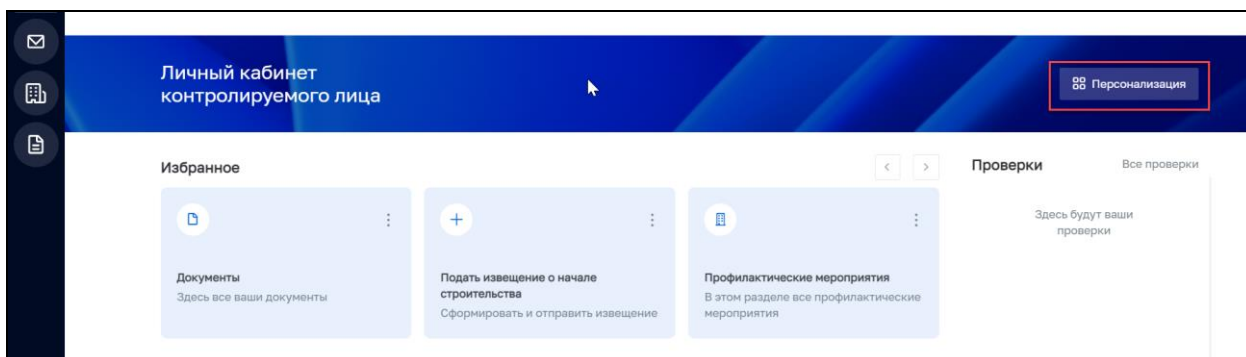 Личный кабинет
контролируемого лица
Персонализация
Избранное
Проверки
Все проверки
Здесь будут ваши
проверки
Документы
Здесь все ваши документы
Подать извещение о начале
строительства
Сформировать и отправить извещение
Профилактические мероприятия
В этом разделе все профилактические
мероприятия